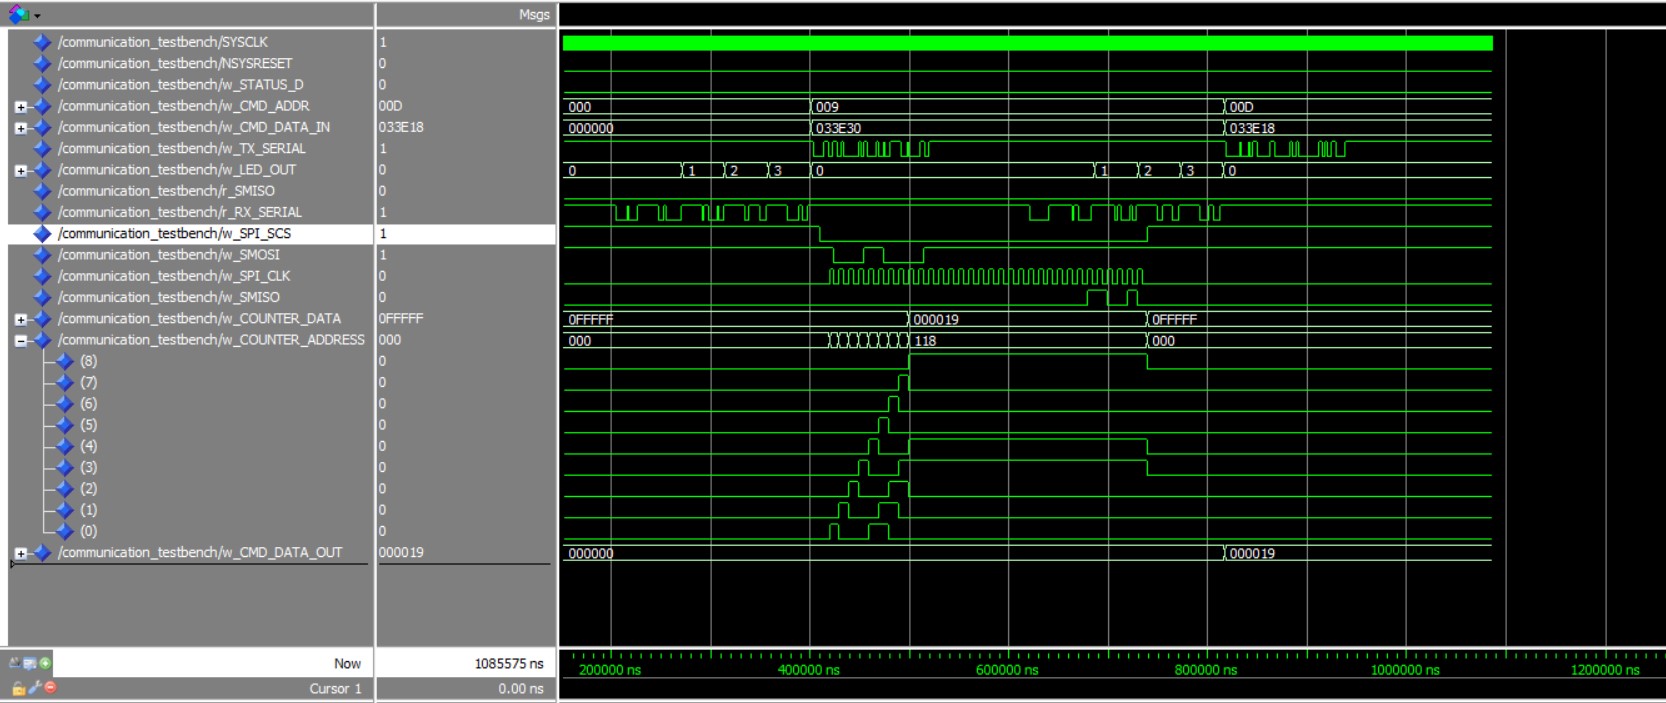 Msgs
/communication_testbench/SYSCLK 1
/communication_testbench/NSYSRESET 0
/communication_testbench/w_STATUS_D 0
/communication_testbench/w_CMD_ADDR 00D 000 009 00D
/communication_testbench/w_CMD_DATA_IN 033E18 000000 033E30 033E18
/communication_testbench/w_TX_SERIAL 1
/communication_testbench/w_LED_OUT 0 0 1 2 3 0 1 2 3 0
/communication_testbench/r_SMISO 0
/communication_testbench/r_RX_SERIAL 1
/communication_testbench/w_SPI_SCS 1
/communication_testbench/w_SMOSI 1
/communication_testbench/w_SPI_CLK 0
/communication_testbench/w_SMISO 0
/communication_testbench/w_COUNTER_DATA 0FFFFF 0FFFFF 000019 0FFFFF
/communication_testbench/w_COUNTER_ADDRESS 000 000 118 000
(8) 0
(7) 0
(6) 0
(5) 0
(4) 0
(3) 0
(2) 0
(1) 0
(0) 0
/communication_testbench/w_CMD_DATA_OUT 000019 000000 000019
Now 1085575 ns 200000 ns 400000 ns 600000 ns 800000 ns 1000000 ns 1200000 ns
Cursor 1 0.00 ns